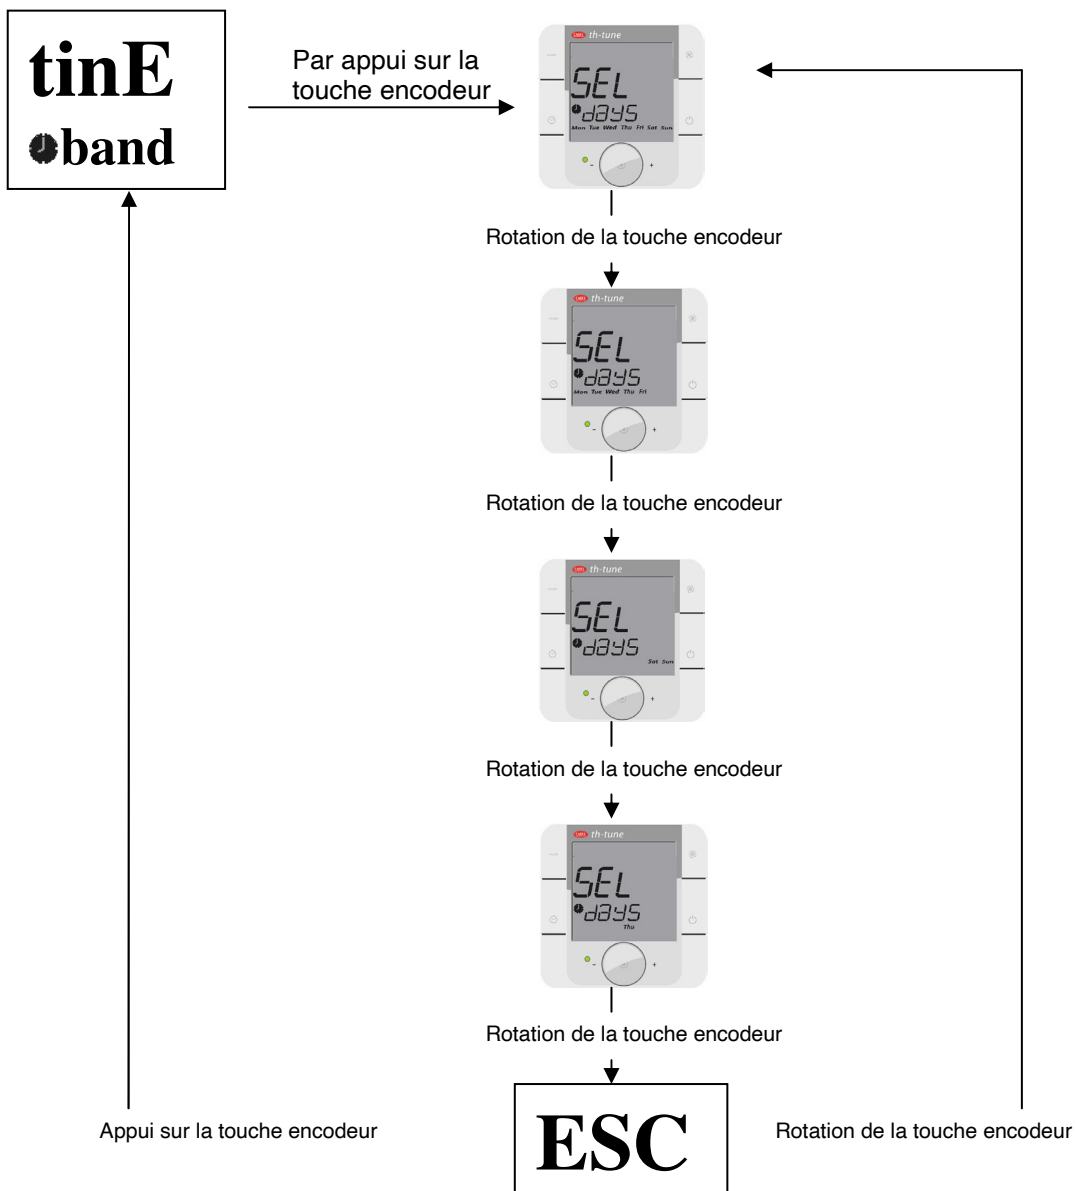 tinE
band
Par appui sur la
touche encodeur
th-tune
SEL
days
Mon Tue Wed Thu Fri Sat Sun
- +
Rotation de la touche encodeur
th-tune
SEL
days
Mon Tue Wed Thu Fri
- +
Rotation de la touche encodeur
th-tune
SEL
days
Sat Sun
- +
Rotation de la touche encodeur
th-tune
SEL
days
Thu
- +
Rotation de la touche encodeur
ESC
Appui sur la touche encodeur
Rotation de la touche encodeur